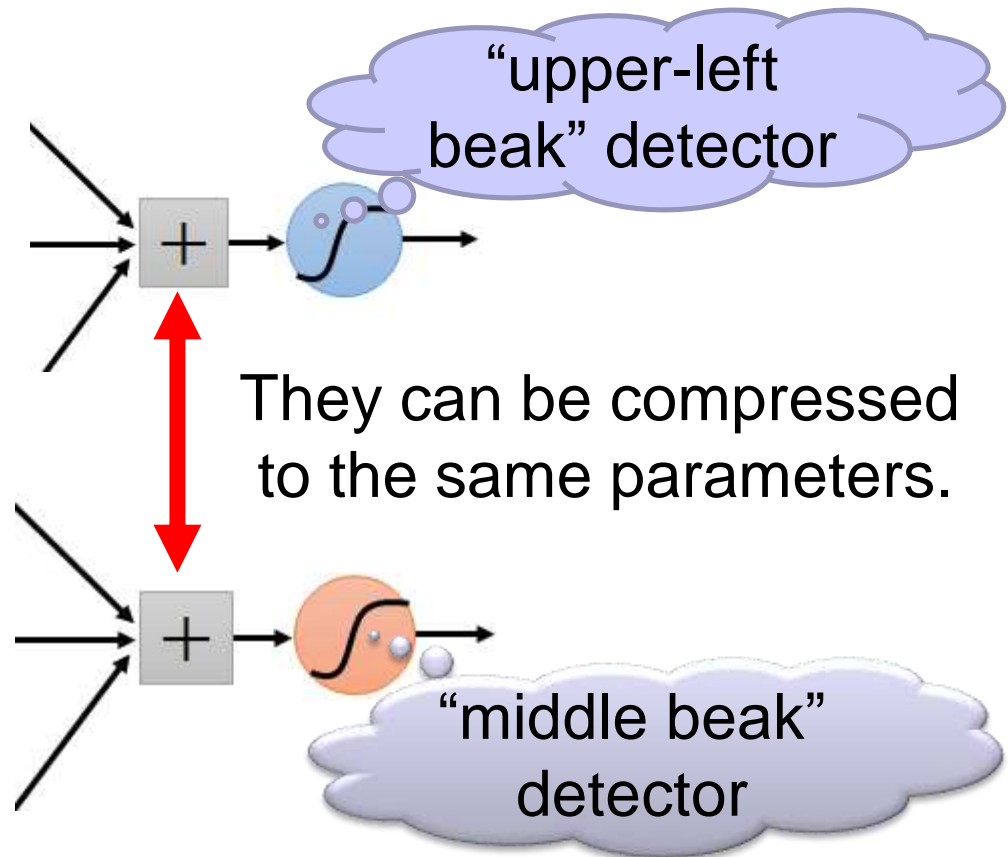 “upper-left
beak” detector
+
They can be compressed
to the same parameters.
+
“middle beak”
detector